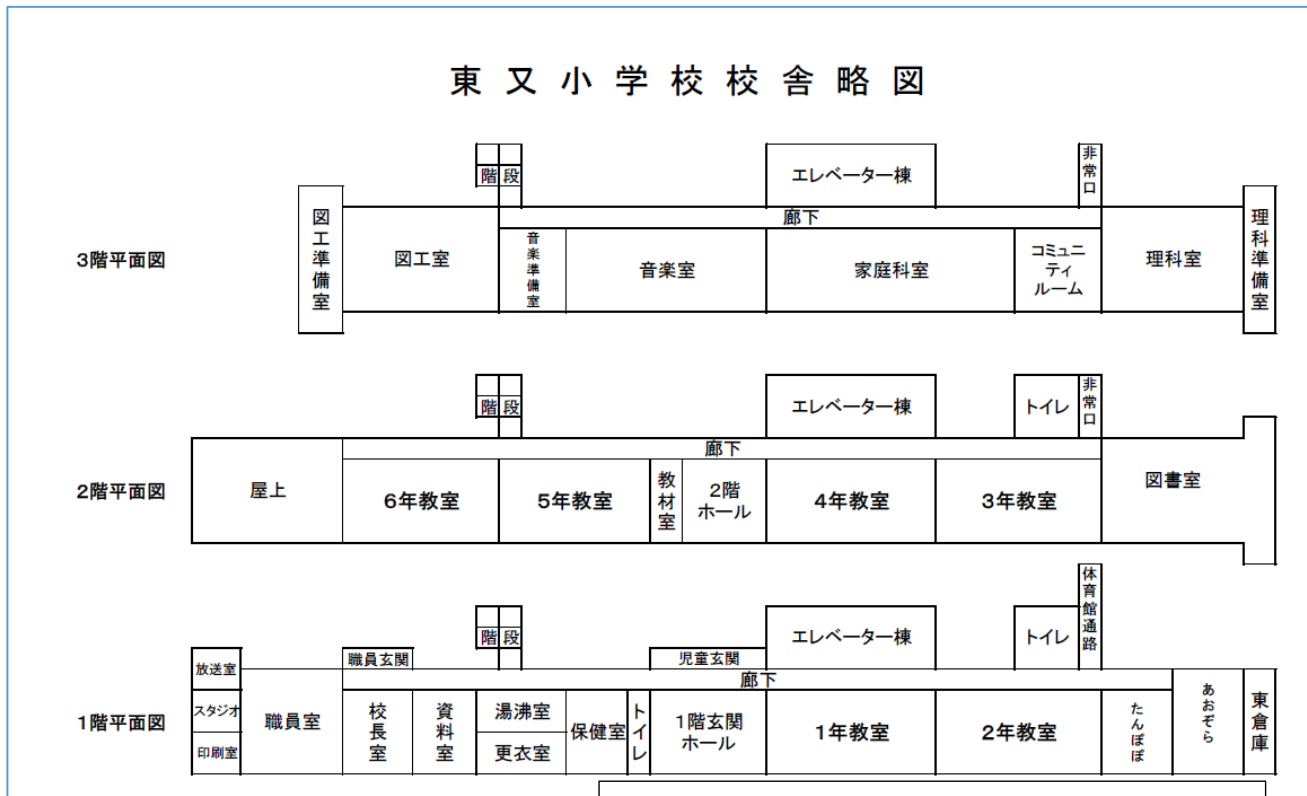 東又小学校校舎略図
3階平面図
階段
エレベーター棟
非常口
図工準備室
図工室
廊下
音楽準備室
音楽室
家庭科室
コミュニ
ティ
ルーム
理科室
理科準備室
2階平面図
階段
エレベーター棟
トイレ
非常口
屋上
廊下
6年教室
5年教室
教材室
2階
ホール
4年教室
3年教室
図書室
1階平面図
階段
エレベーター棟
トイレ
体育館通路
放送室
職員玄関
児童玄関
廊下
スタジオ
印刷室
職員室
校長室
資料室
湯沸室
更衣室
保健室
トイレ
1階玄関
ホール
1年教室
2年教室
たんぽぽ
あおぞら
東倉庫